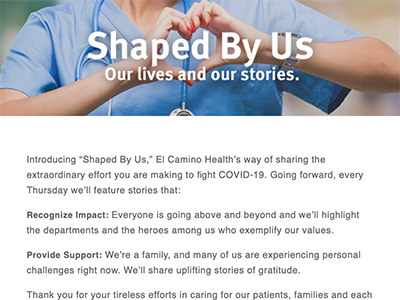 Shaped By Us
Our lives and our stories.
Introducing “Shaped By Us,” El Camino Health’s way of sharing the
extraordinary effort you are making to fight COVID-19. Going forward, every
Thursday we’ll feature stories that:
Recognize Impact: Everyone is going above and beyond and we’ll highlight
the departments and the heroes among us who exemplify our values.
Provide Support: We’re a family, and many of us are experiencing personal
challenges right now. We’ll share uplifting stories of gratitude.
Thank you for your tireless efforts in caring for our patients, families and each